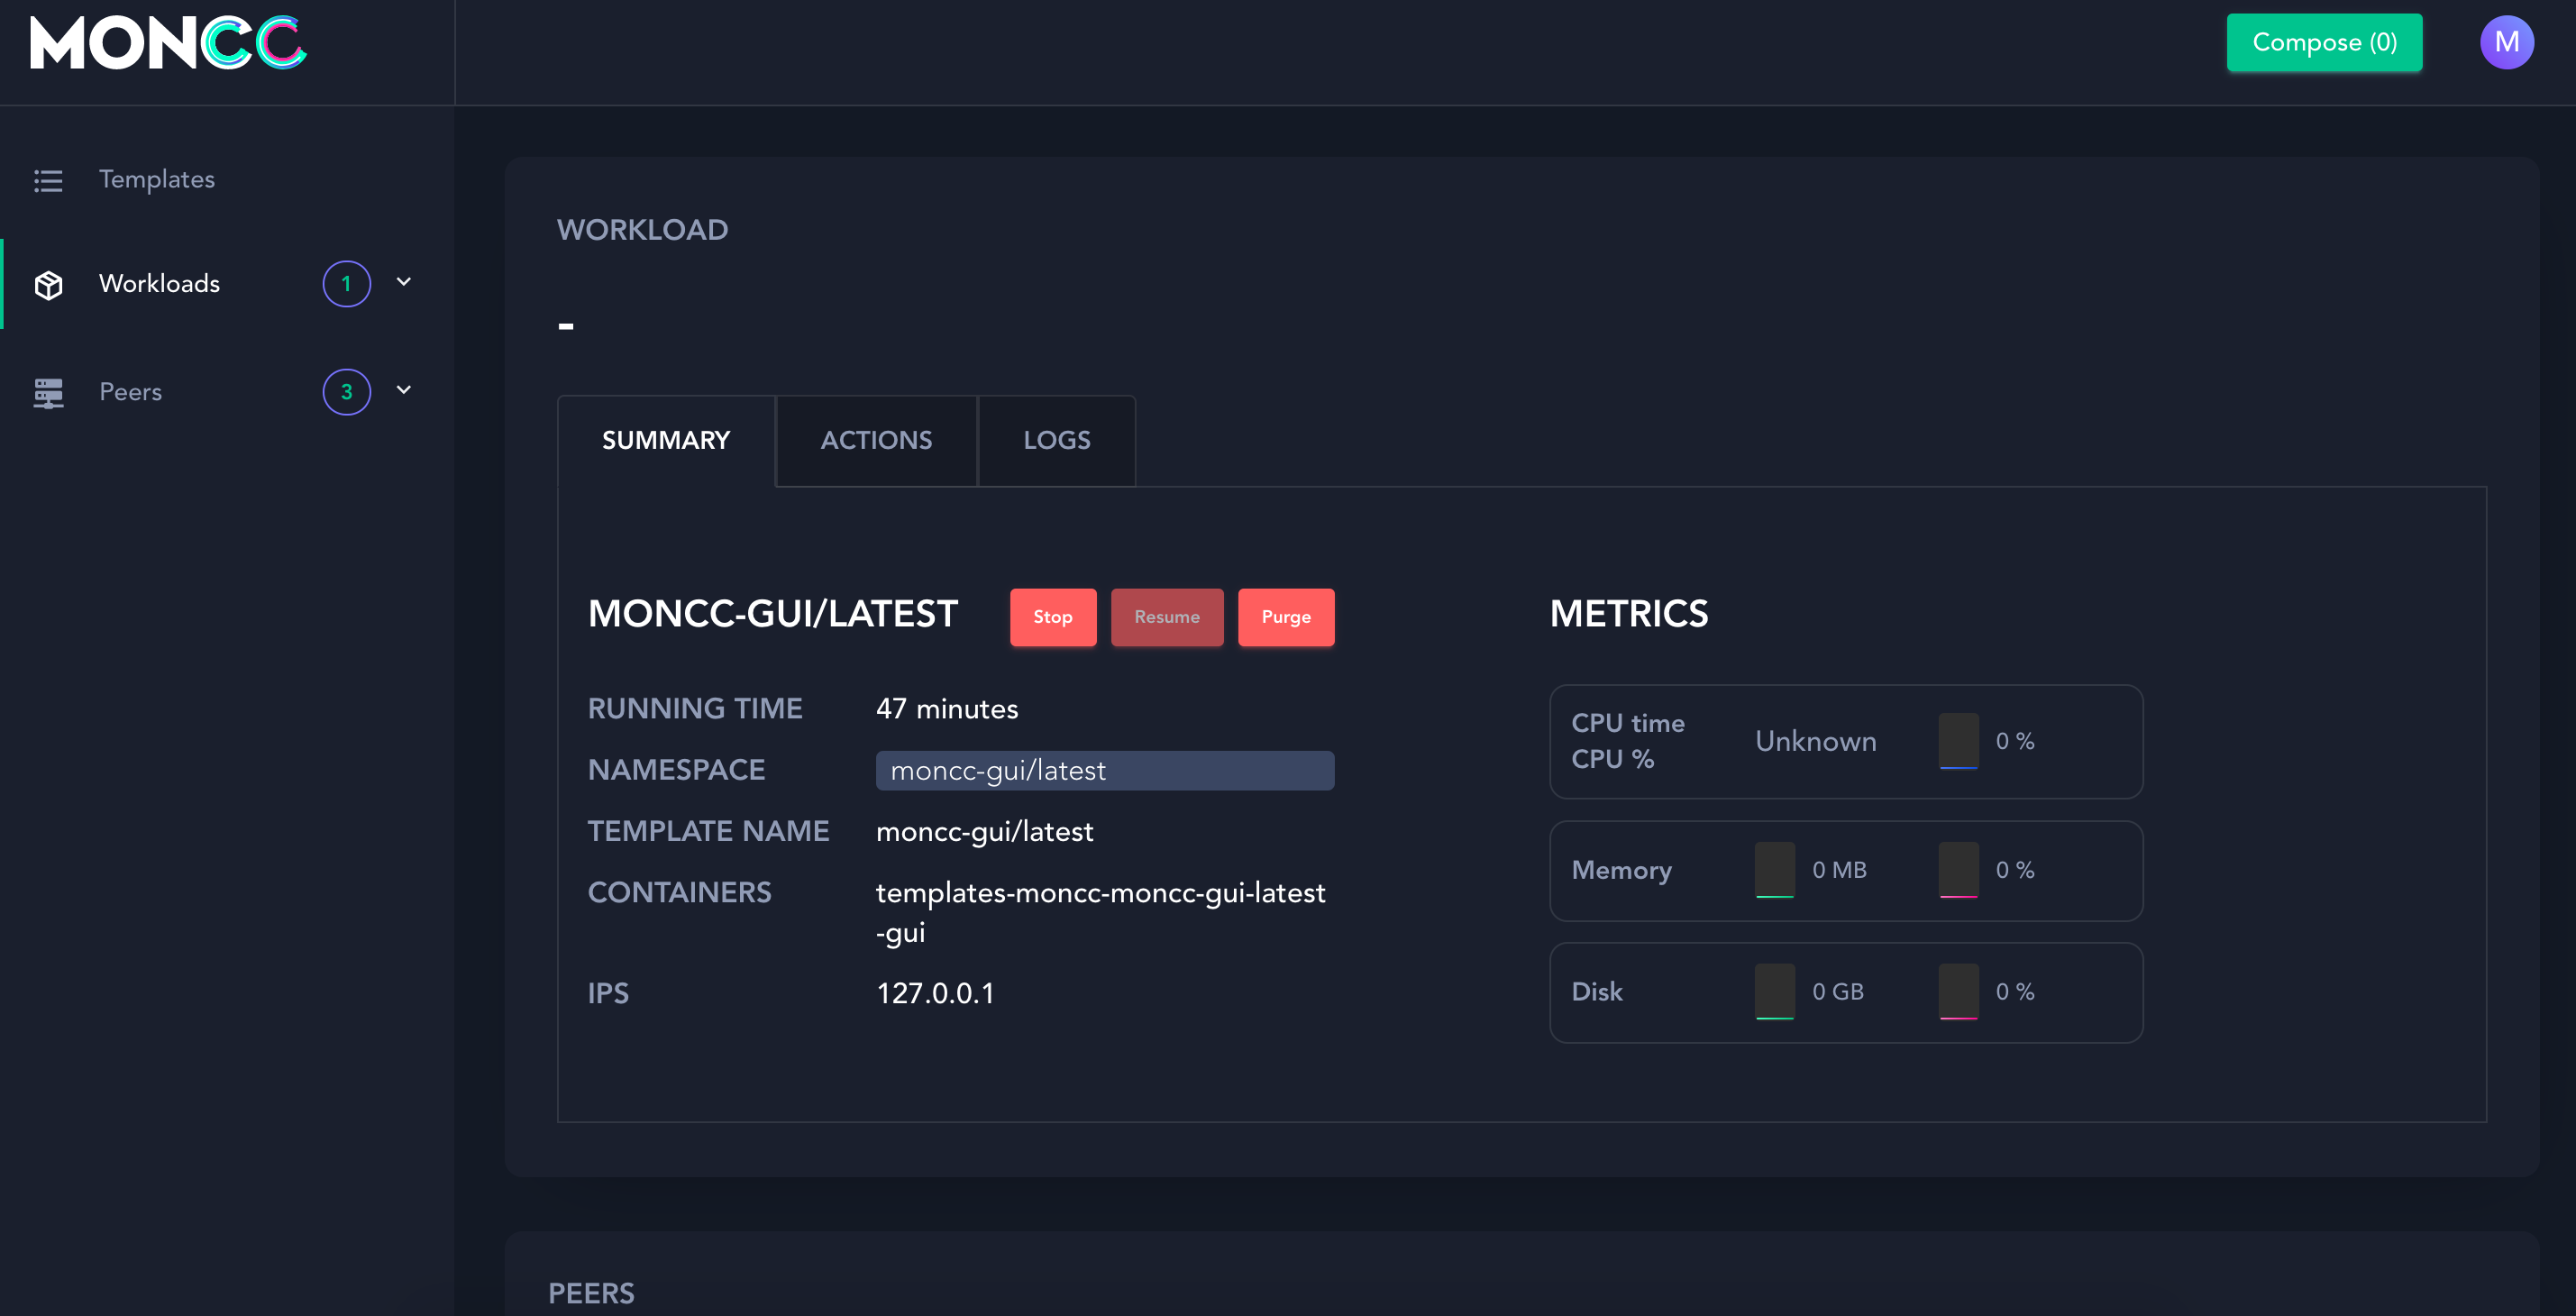 MONCC
Compose (0)
M
Templates
Workloads 1
Peers 3
WORKLOAD
-
SUMMARY ACTIONS LOGS
MONCC-GUI/LATEST Stop Resume Purge
RUNNING TIME 47 minutes
NAMESPACE moncc-gui/latest
TEMPLATE NAME moncc-gui/latest
CONTAINERS templates-moncc-moncc-gui-latest
-gui
IPS 127.0.0.1
METRICS
CPU time
CPU %
Unknown 0 %
Memory 0 MB 0 %
Disk 0 GB 0 %
PEERS